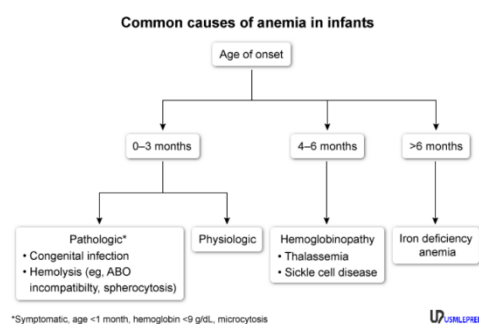 Common causes of anemia in infants
Age of onset
0–3 months
4–6 months
>6 months
Pathologic*
• Congenital infection
• Hemolysis (eg, ABO
incompatibilty, spherocytosis)
Physiologic
Hemoglobinopathy
• Thalassemia
• Sickle cell disease
Iron deficiency
anemia
*Symptomatic, age <1 month, hemoglobin <9 g/dL, microcytosis